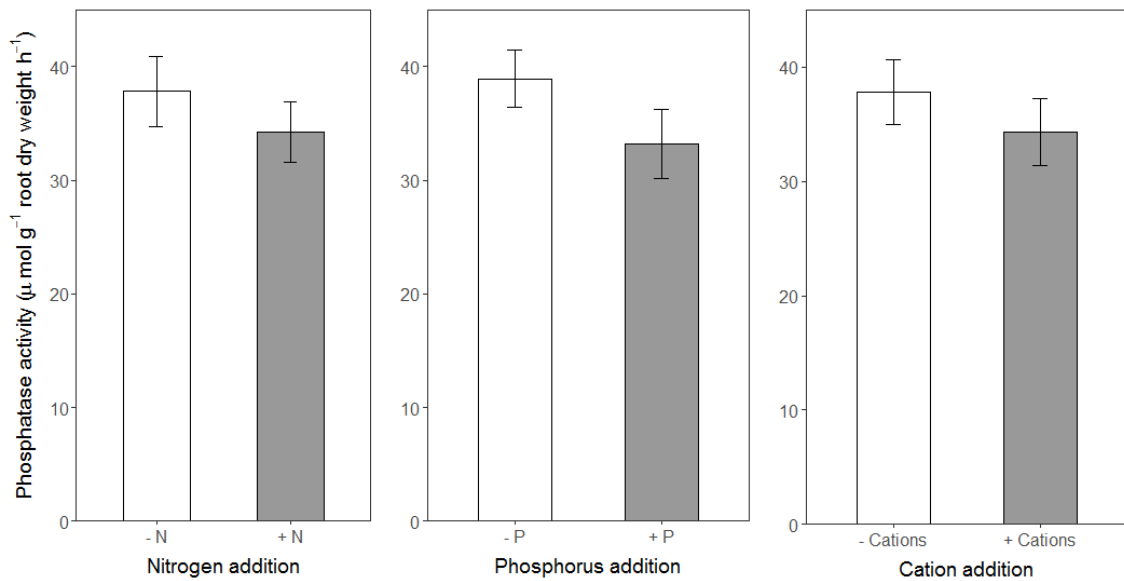 Phosphatase activity (μ mol g⁻¹ root dry weight h⁻¹)
40
30
20
10
0
- N
+ N
Nitrogen addition
40
30
20
10
0
- P
+ P
Phosphorus addition
40
30
20
10
0
- Cations
+ Cations
Cation addition